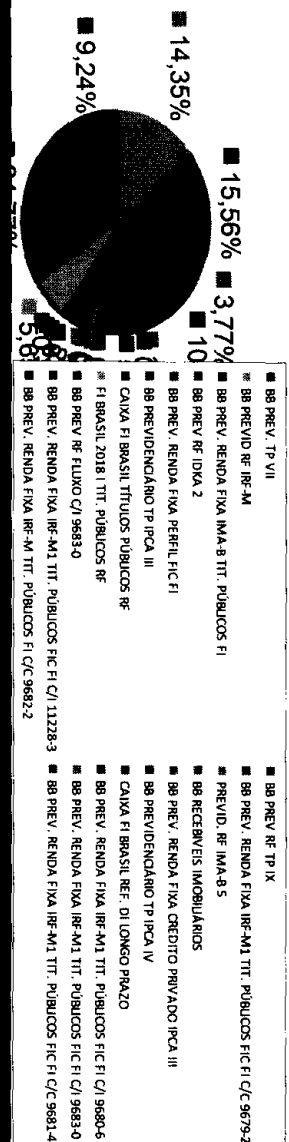 ■ 14,35%
■ 9,24%
■ 15,56%
■ 3,77%
■ 10
■ 5,6
■ BB PREV. TP VII
■ BB PREVID RF IRF-M
■ BB PREV. RENDA FIXA IMA-B TIT. PÚBLICOS FI
■ BB PREV RF IDKA 2
■ BB PREV. RENDA FIXA PERFIL FIC FI
■ BB PREVIDENCIÁRIO TP IPCA III
■ CAIXA FI BRASIL TÍTULOS PÚBLICOS RF
■ FI BRASIL 2018 I TIT. PÚBLICOS RF
■ BB PREV RF FLUXO C/I 9683-0
■ BB PREV. RENDA FIXA IRF-M1 TIT. PÚBLICOS FIC FI C/I 11228-3
■ BB PREV. RENDA FIXA IRF-M TIT. PÚBLICOS FI C/C 9682-2
■ BB PREV RF TP IX
■ BB PREV. RENDA FIXA IRF-M1 TIT. PÚBLICOS FIC FI C/C 9679-2
■ PREVID. RF IMA-B 5
■ BB RECEBIVEIS IMOBILIÁRIOS
■ BB PREV. RENDA FIXA CREDITO PRIVADO IPCA III
■ BB PREVIDENCIÁRIO TP IPCA IV
■ CAIXA FI BRASIL REF. DI LONGO PRAZO
■ BB PREV. RENDA FIXA IRF-M1 TIT. PÚBLICOS FIC FI C/I 9680-6
■ BB PREV. RENDA FIXA IRF-M1 TIT. PÚBLICOS FIC FI C/I 9683-0
■ BB PREV. RENDA FIXA IRF-M1 TIT. PÚBLICOS FIC FI C/C 9681-4